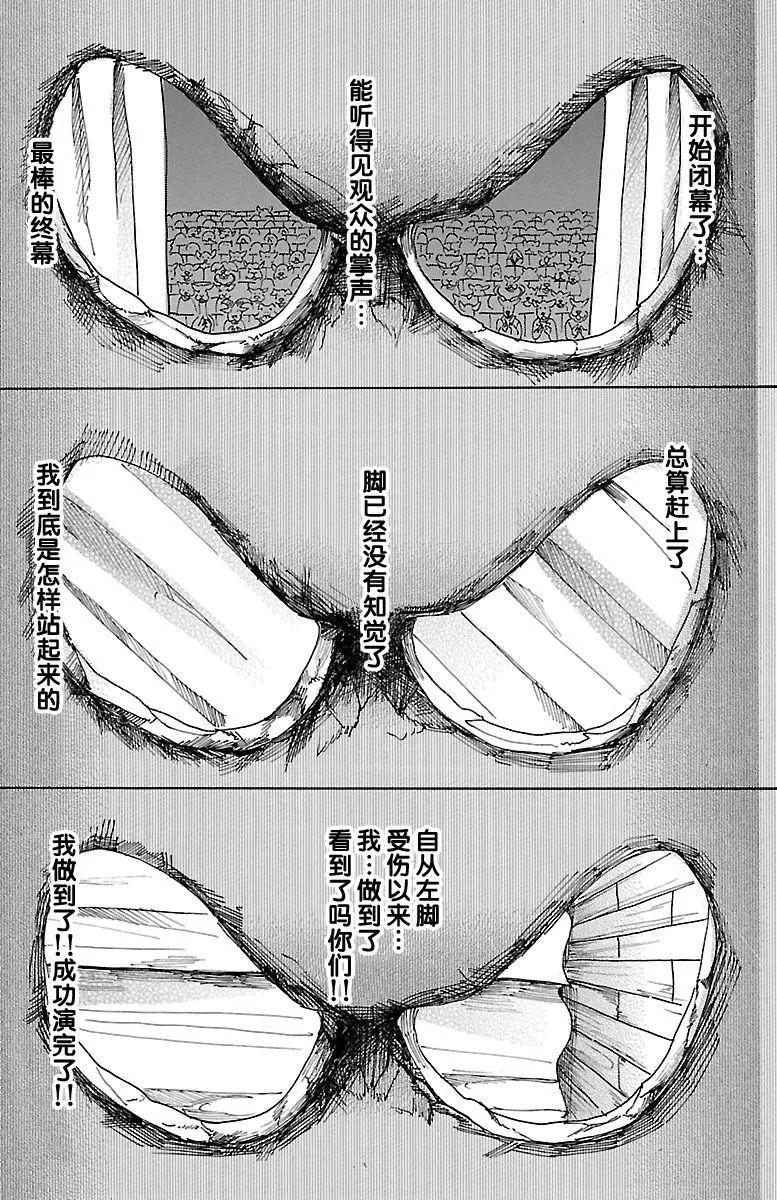 开始闭幕了…
能听得见观众的掌声…
最棒的终幕
总算赶上了
脚已经没有知觉了
我到底是怎样站起来的
自从左脚
受伤以来…
我…做到了
看到了吗你们!!
我做到了!!成功演完了!!